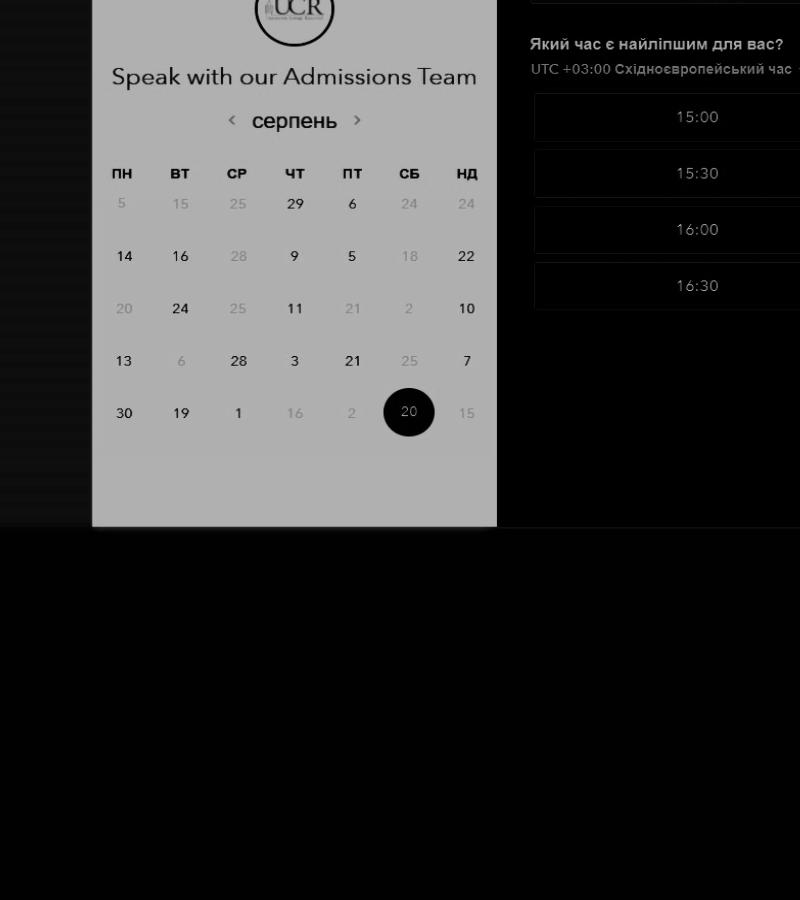 UCR
Speak with our Admissions Team
< серпень >
ПН ВТ СР ЧТ ПТ СБ НД
5 15 25 29 6 24 24
14 16 28 9 5 18 22
20 24 25 11 21 2 10
13 6 28 3 21 25 7
30 19 1 16 2 20 15
Який час є найліпшим для вас?
UTC +03:00 Східноєвропейський час
15:00
15:30
16:00
16:30